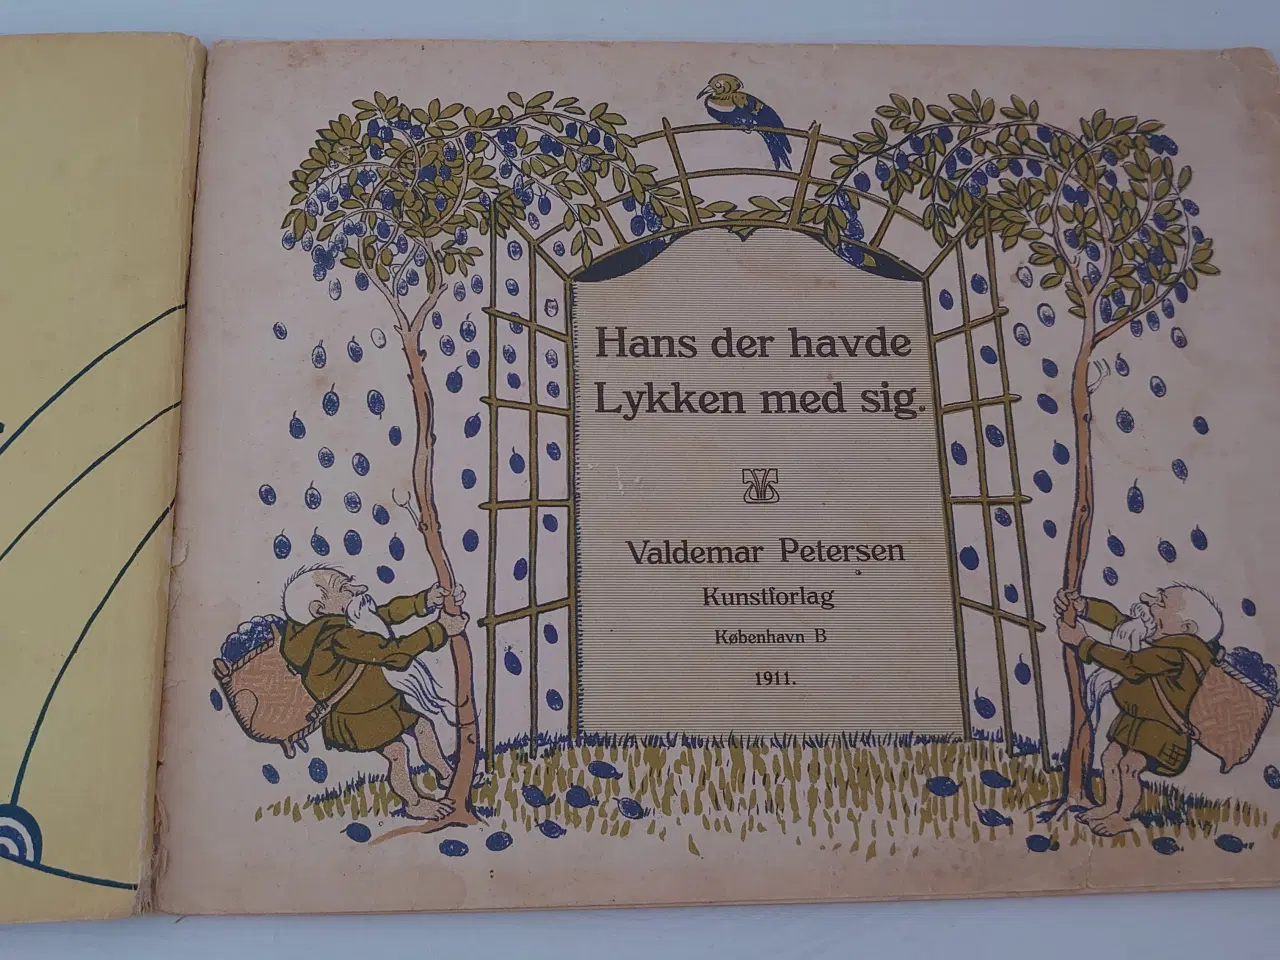 Hans der havde
Lykken med sig.
Valdemar Petersen
Kunstforlag
København B
1911.